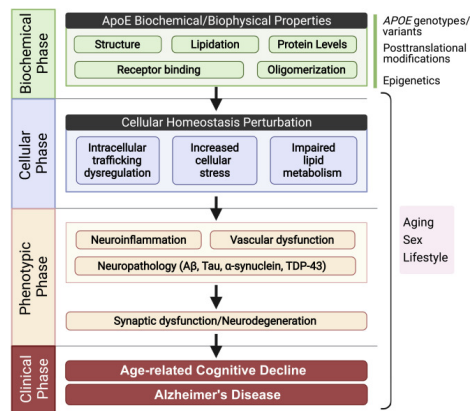 Biochemical Phase
ApoE Biochemical/Biophysical Properties
Structure
Lipidation
Protein Levels
Receptor binding
Oligomerization
APOE genotypes/
variants
Posttranslational
modifications
Epigenetics
Cellular Phase
Cellular Homeostasis Perturbation
Intracellular
trafficking
dysregulation
Increased
cellular
stress
Impaired
lipid
metabolism
Phenotypic Phase
Neuroinflammation
Vascular dysfunction
Neuropathology (Aβ, Tau, α-synuclein, TDP-43)
Synaptic dysfunction/Neurodegeneration
Aging
Sex
Lifestyle
Clinical
Phase
Age-related Cognitive Decline
Alzheimer's Disease